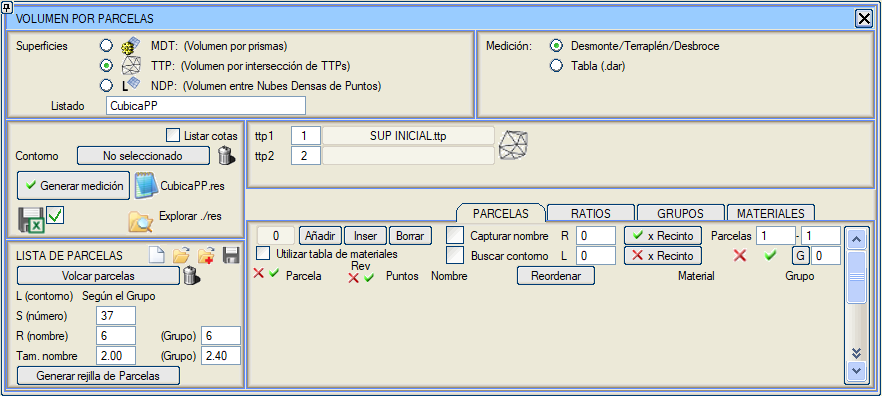 VOLUMEN POR PARCELAS
Superficies
MDT: (Volumen por prismas)
TTP: (Volumen por intersección de TTPs)
NDP: (Volumen entre Nubes Densas de Puntos)
Listado CubicaPP
Medición:
Desmonte/Terraplén/Desbroce
Tabla (.dar)
Listar cotas
Contorno No seleccionado
Generar medición CubicaPP.res
Explorar ./res
ttp1 1 SUP INICIAL.ttp
ttp2 2
LISTA DE PARCELAS
Volcar parcelas
L (contorno) Según el Grupo
S (número) 37
R (nombre) 6 (Grupo) 6
Tam. nombre 2.00 (Grupo) 2.40
Generar rejilla de Parcelas
PARCELAS RATIOS GRUPOS MATERIALES
0 Añadir Inser Borrar Capturar nombre R 0 x Recinto Parcelas 1 - 1
Utilizar tabla de materiales Buscar contorno L 0 x Recinto G 0
Parcela Rev Puntos Nombre Reordenar Material Grupo